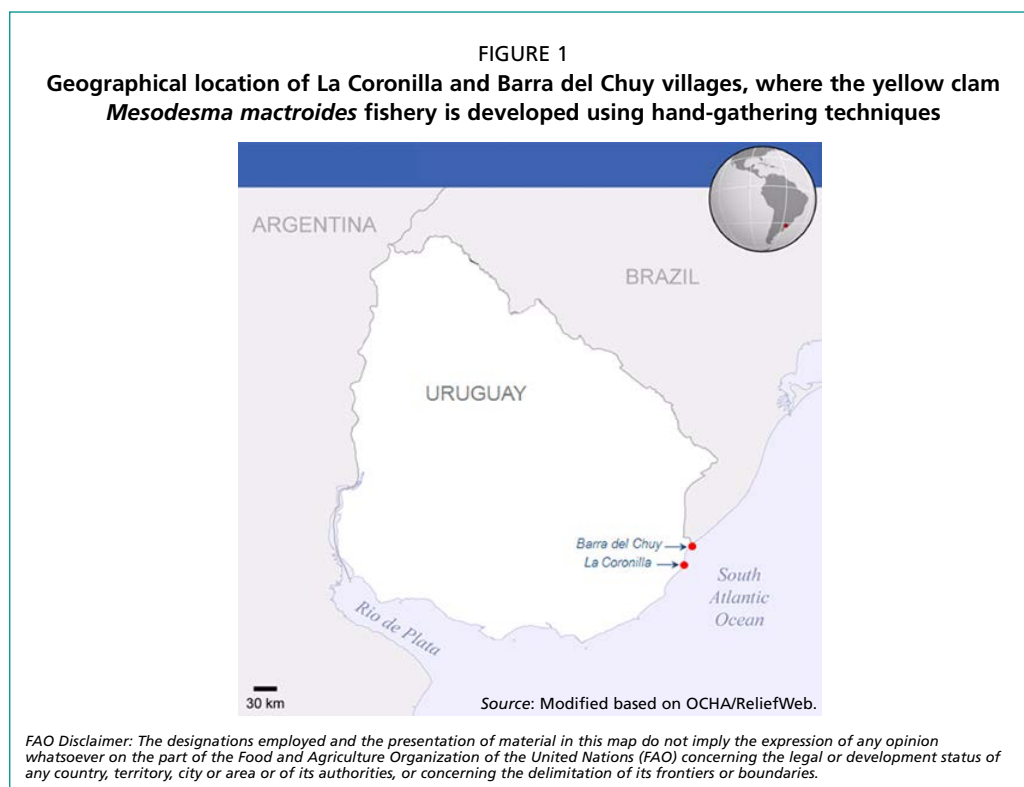 FIGURE 1
Geographical location of La Coronilla and Barra del Chuy villages, where the yellow clam
Mesodesma mactroides fishery is developed using hand-gathering techniques
ARGENTINA
BRAZIL
URUGUAY
Barra del Chuy
La Coronilla
South
Atlantic
Ocean
Rio de Plata
30 km
Source: Modified based on OCHA/ReliefWeb.
FAO Disclaimer: The designations employed and the presentation of material in this map do not imply the expression of any opinion
whatsoever on the part of the Food and Agriculture Organization of the United Nations (FAO) concerning the legal or development status of
any country, territory, city or area or of its authorities, or concerning the delimitation of its frontiers or boundaries.